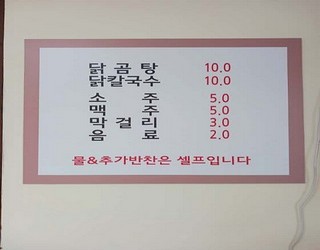 닭 곰 탕 10.0
닭칼국수 10.0
소 주 5.0
맥 주 5.0
막 걸 리 3.0
음 료 2.0
물&추가반찬은 셀프입니다